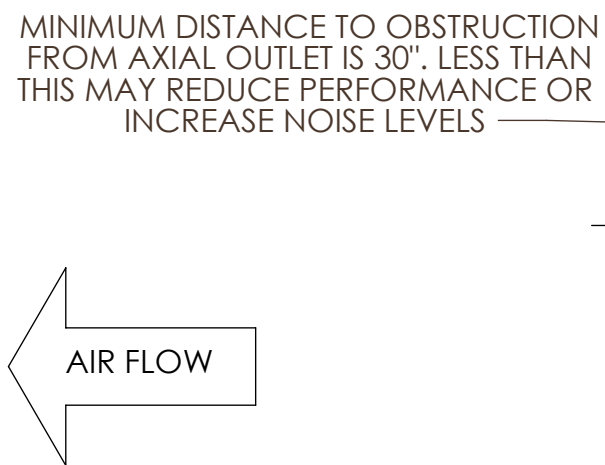 MINIMUM DISTANCE TO OBSTRUCTION
FROM AXIAL OUTLET IS 30". LESS THAN
THIS MAY REDUCE PERFORMANCE OR
INCREASE NOISE LEVELS
AIR FLOW